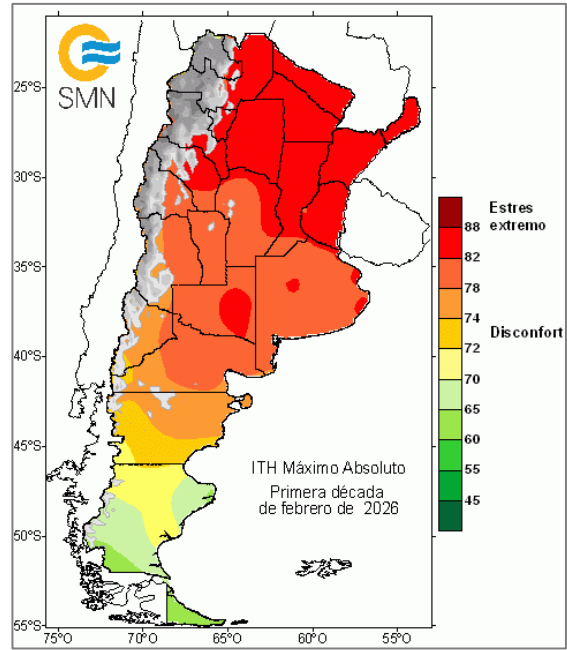 SMN
25°S
30°S
35°S
40°S
45°S
50°S
55°S
75°O
70°O
65°O
60°O
55°O
Estres
extremo
88
82
78
74
Disconfort
72
70
65
60
55
45
ITH Máximo Absoluto
Primera década
de febrero de 2026